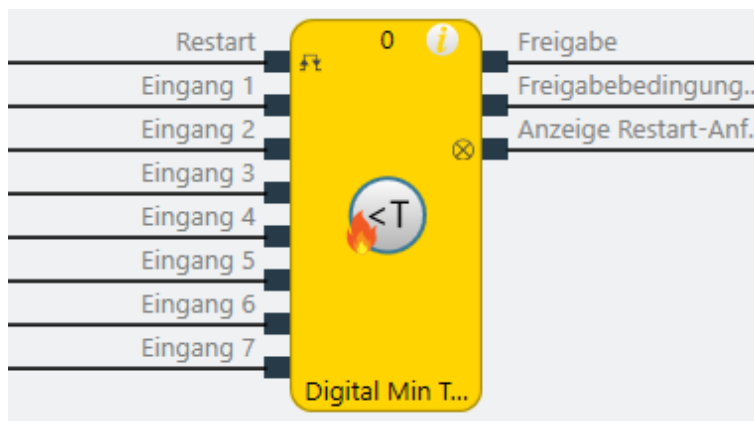 Restart
Eingang 1
Eingang 2
Eingang 3
Eingang 4
Eingang 5
Eingang 6
Eingang 7
0
i
<T
Digital Min T...
Freigabe
Freigabebedingung..
Anzeige Restart-Anf.